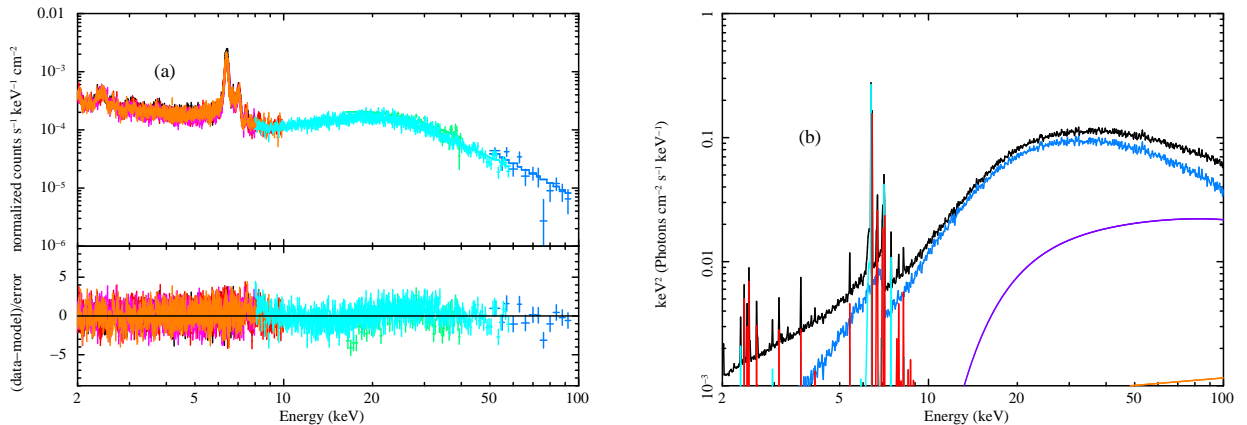 normalized counts s⁻¹ keV⁻¹ cm⁻²
0.01
10⁻³
10⁻⁴
10⁻⁵
10⁻⁶
(a)
(data−model)/error
5
0
−5
2 5 10 20 50 100
Energy (keV)
keV² (Photons cm⁻² s⁻¹ keV⁻¹)
1
0.1
0.01
10⁻³
(b)
2 5 10 20 50 100
Energy (keV)